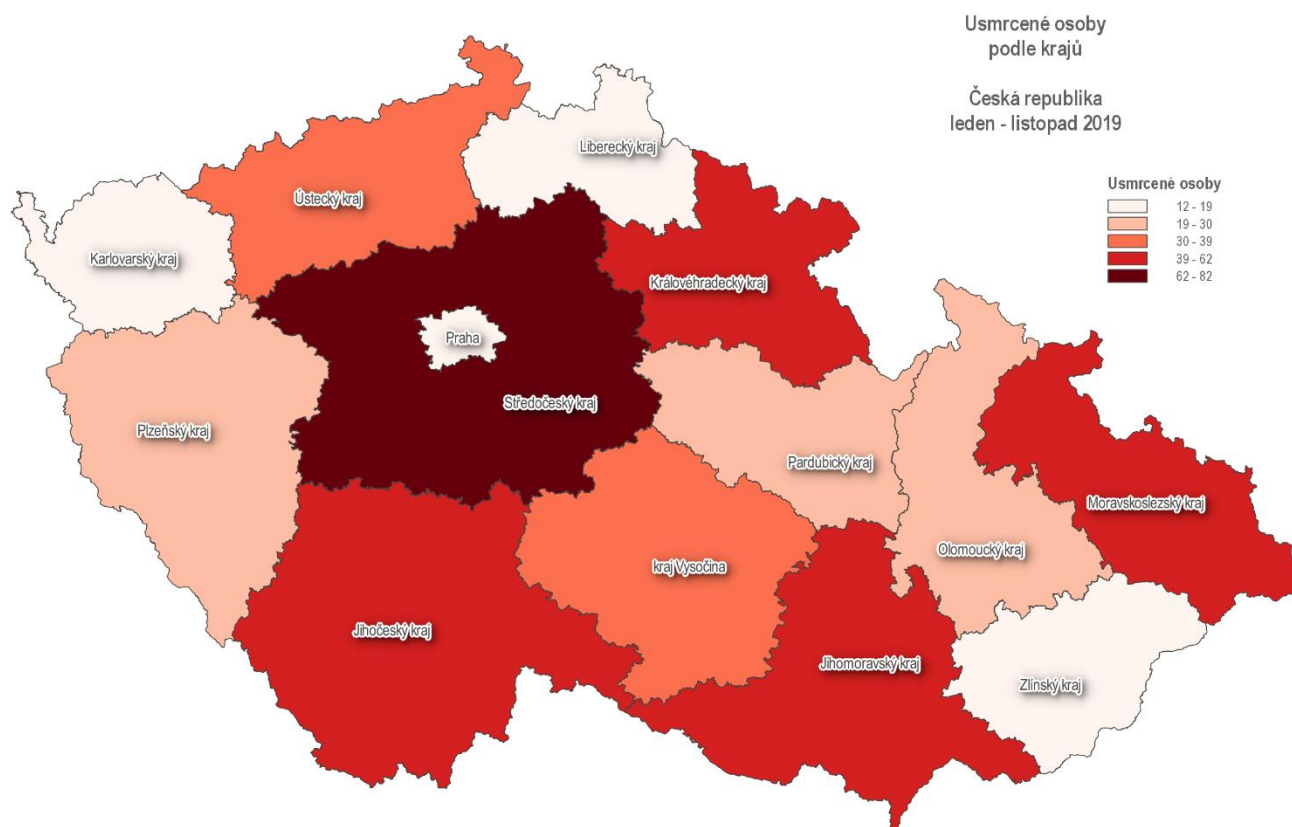 Usmrcené osoby
podle krajů
Česká republika
leden - listopad 2019
Usmrcené osoby
12 - 19
19 - 30
30 - 39
39 - 62
62 - 82
Liberecký kraj
Ústecký kraj
Karlovarský kraj
Královéhradecký kraj
Praha
Středočeský kraj
Plzeňský kraj
Pardubický kraj
Moravskoslezský kraj
Olomoucký kraj
kraj Vysočina
Jihočeský kraj
Jihomoravský kraj
Zlínský kraj